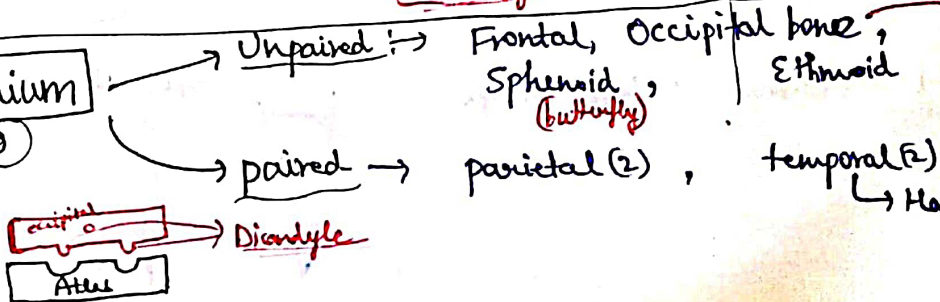 Unpaired :→ Frontal, Occipital bone,
nium Sphenoid, Ethmoid
(butterfly)
paired → parietal (2), temporal (2)
↳ Ho
occipital
Dicondyle
Atlas